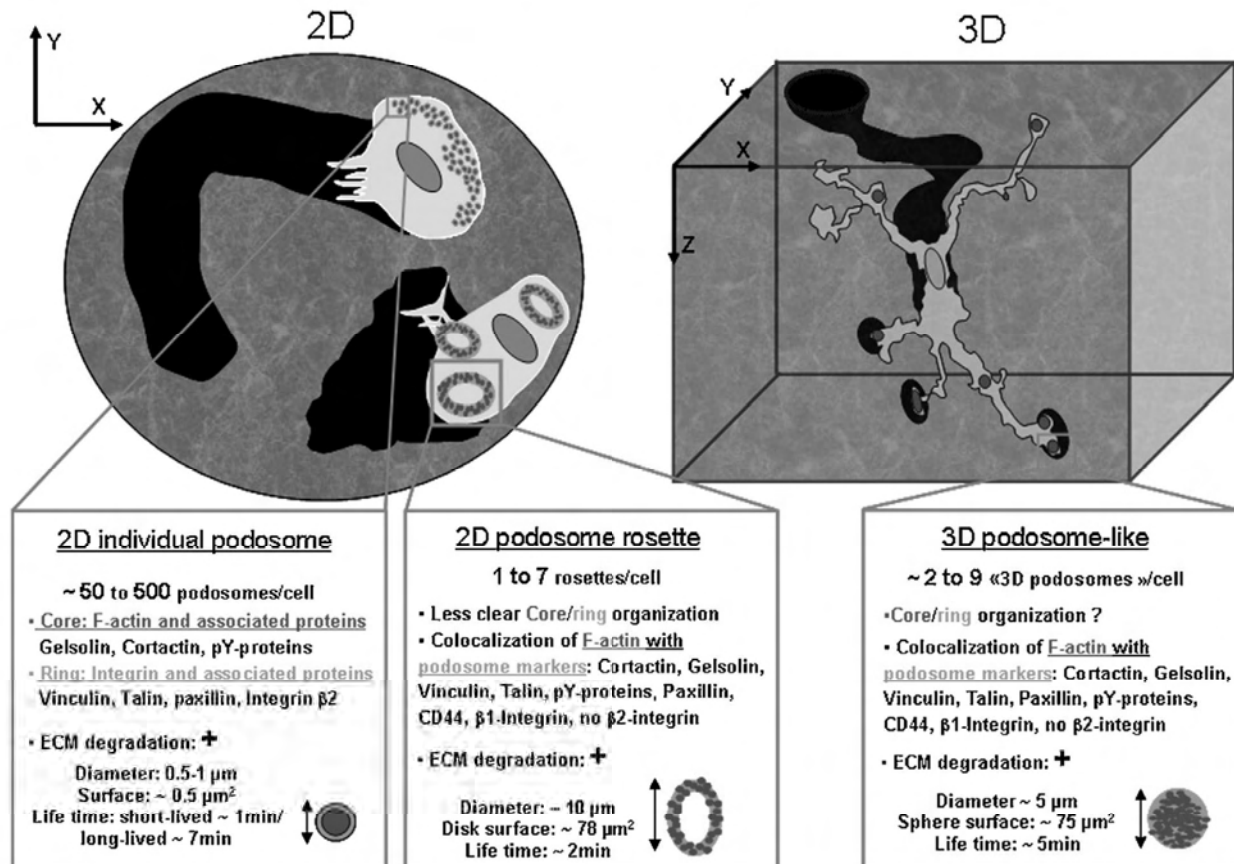 2D
3D
Y
X
Y
X
Z
2D individual podosome
~ 50 to 500 podosomes/cell
▪ Core: F-actin and associated proteins
Gelsolin, Cortactin, pY-proteins
▪ Ring: Integrin and associated proteins
Vinculin, Talin, paxillin, Integrin β2
▪ ECM degradation: +
Diameter: 0.5-1 µm
Surface: ~ 0.5 µm²
Life time: short-lived ~ 1min/
long-lived ~ 7min
2D podosome rosette
1 to 7 rosettes/cell
▪ Less clear Core/ring organization
▪ Colocalization of F-actin with
podosome markers: Cortactin, Gelsolin,
Vinculin, Talin, pY-proteins, Paxillin,
CD44, β1-Integrin, no β2-integrin
▪ ECM degradation: +
Diameter: ~ 10 µm
Disk surface: ~ 78 µm²
Life time: ~ 2min
3D podosome-like
~ 2 to 9 «3D podosomes »/cell
▪Core/ring organization ?
▪ Colocalization of F-actin with
podosome markers: Cortactin, Gelsolin,
Vinculin, Talin, Paxillin, pY-proteins,
CD44, β1-Integrin, no β2-integrin
▪ ECM degradation: +
Diameter ~ 5 µm
Sphere surface: ~ 75 µm²
Life time: ~ 5min